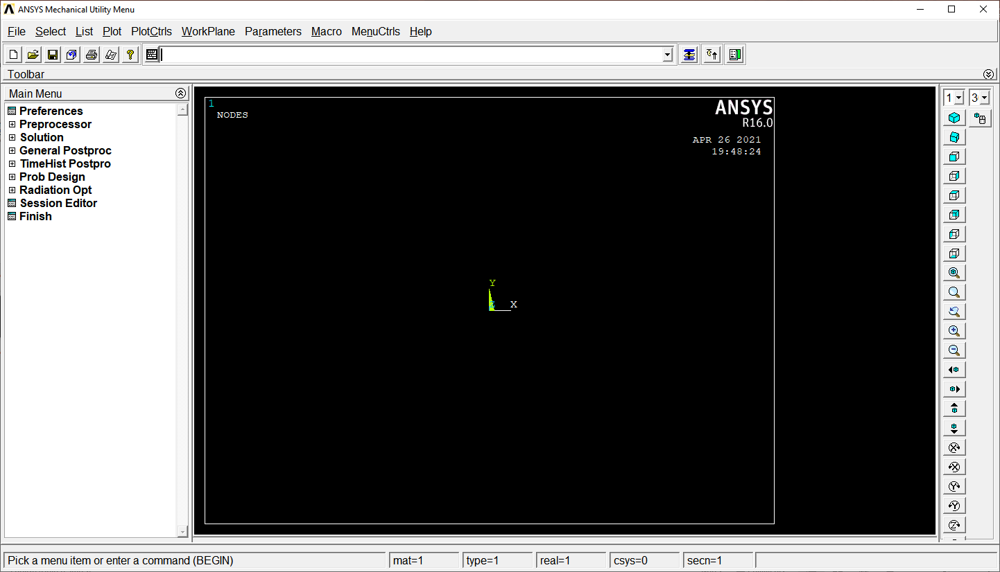 ANSYS Mechanical Utility Menu
File Select List Plot PlotCtrls WorkPlane Parameters Macro MenuCtrls Help
Toolbar
Main Menu
Preferences
Preprocessor
Solution
General Postproc
TimeHist Postpro
Prob Design
Radiation Opt
Session Editor
Finish
1
NODES
ANSYS
R16.0
APR 26 2021
19:48:24
Y
X
1
3
Pick a menu item or enter a command (BEGIN)
mat=1
type=1
real=1
csys=0
secn=1